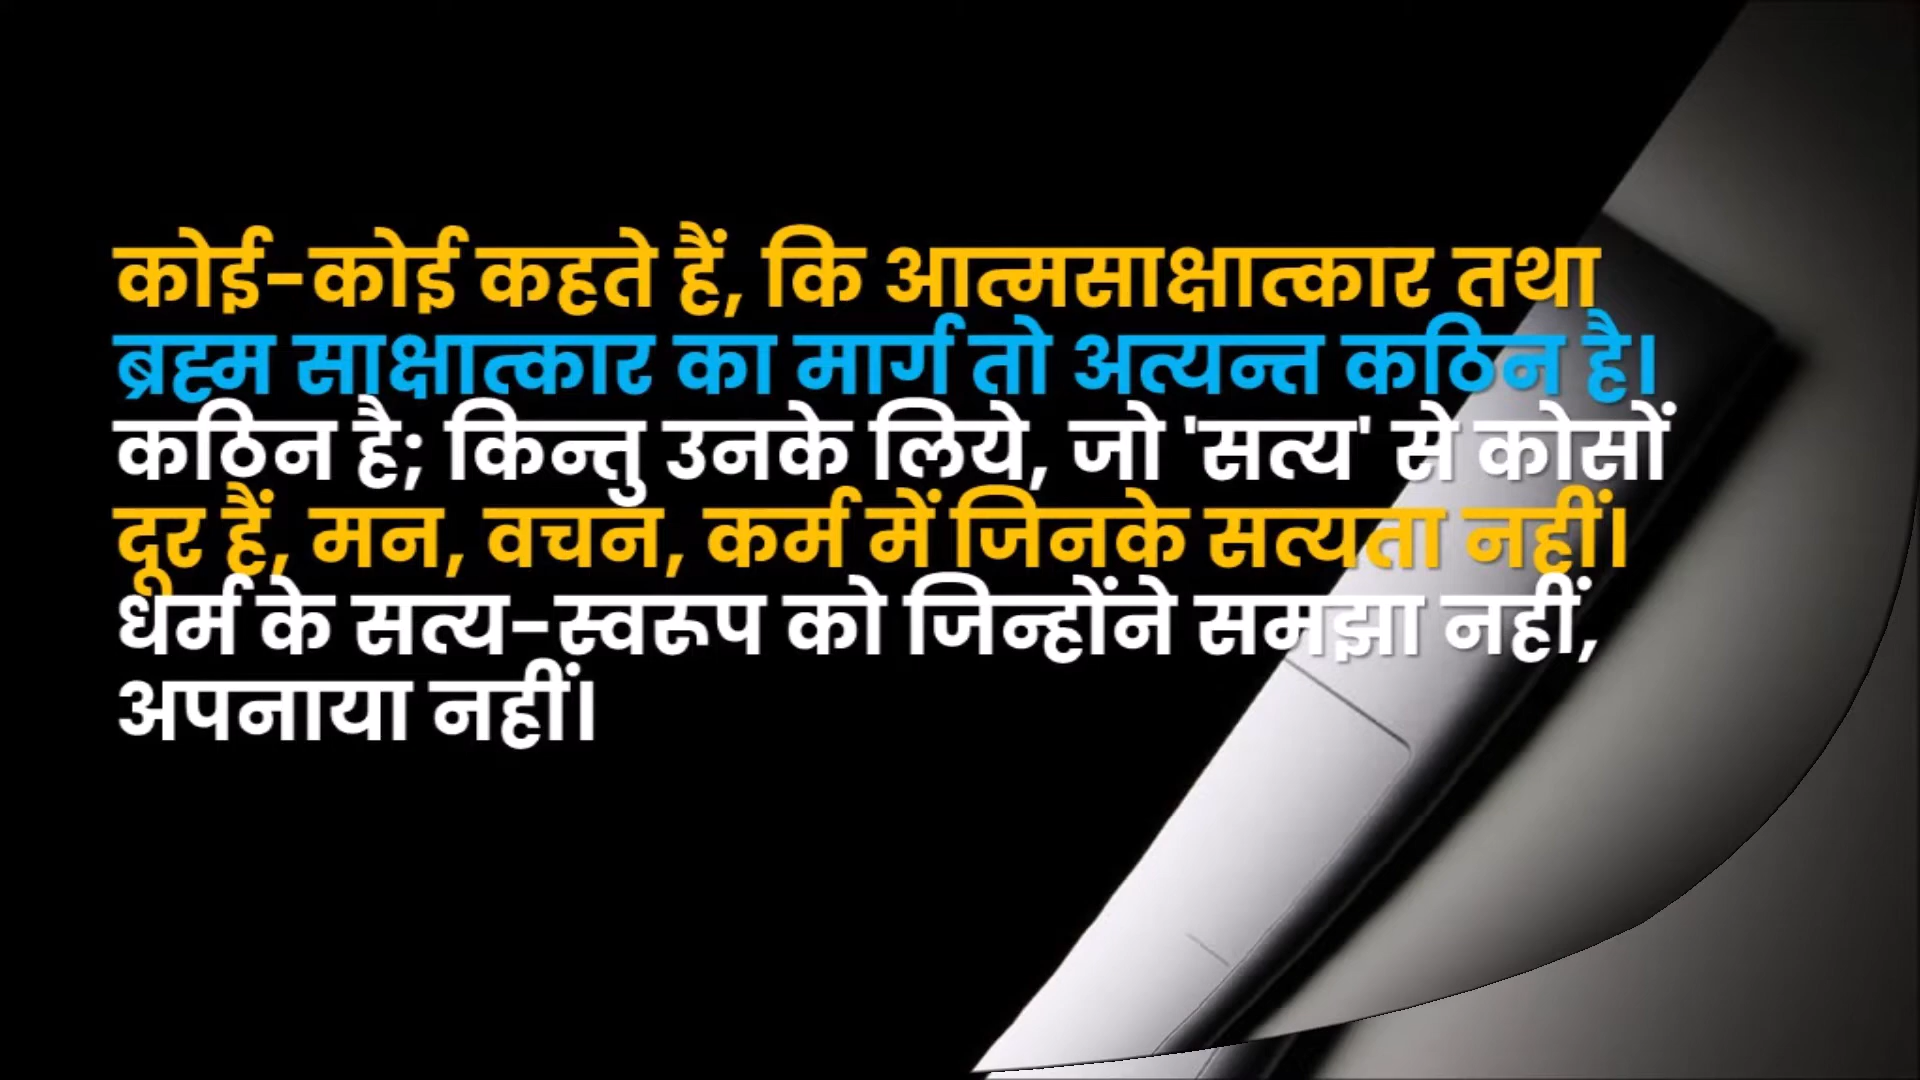 कोई-कोई कहते हैं, कि आत्मसाक्षात्कार तथा
ब्रह्म साक्षात्कार का मार्ग तो अत्यन्त कठिन है।
कठिन है; किन्तु उनके लिये, जो 'सत्य' से कोसों
दूर हैं, मन, वचन, कर्म में जिनके सत्यता नहीं।
धर्म के सत्य-स्वरूप को जिन्होंने समझा नहीं,
अपनाया नहीं।